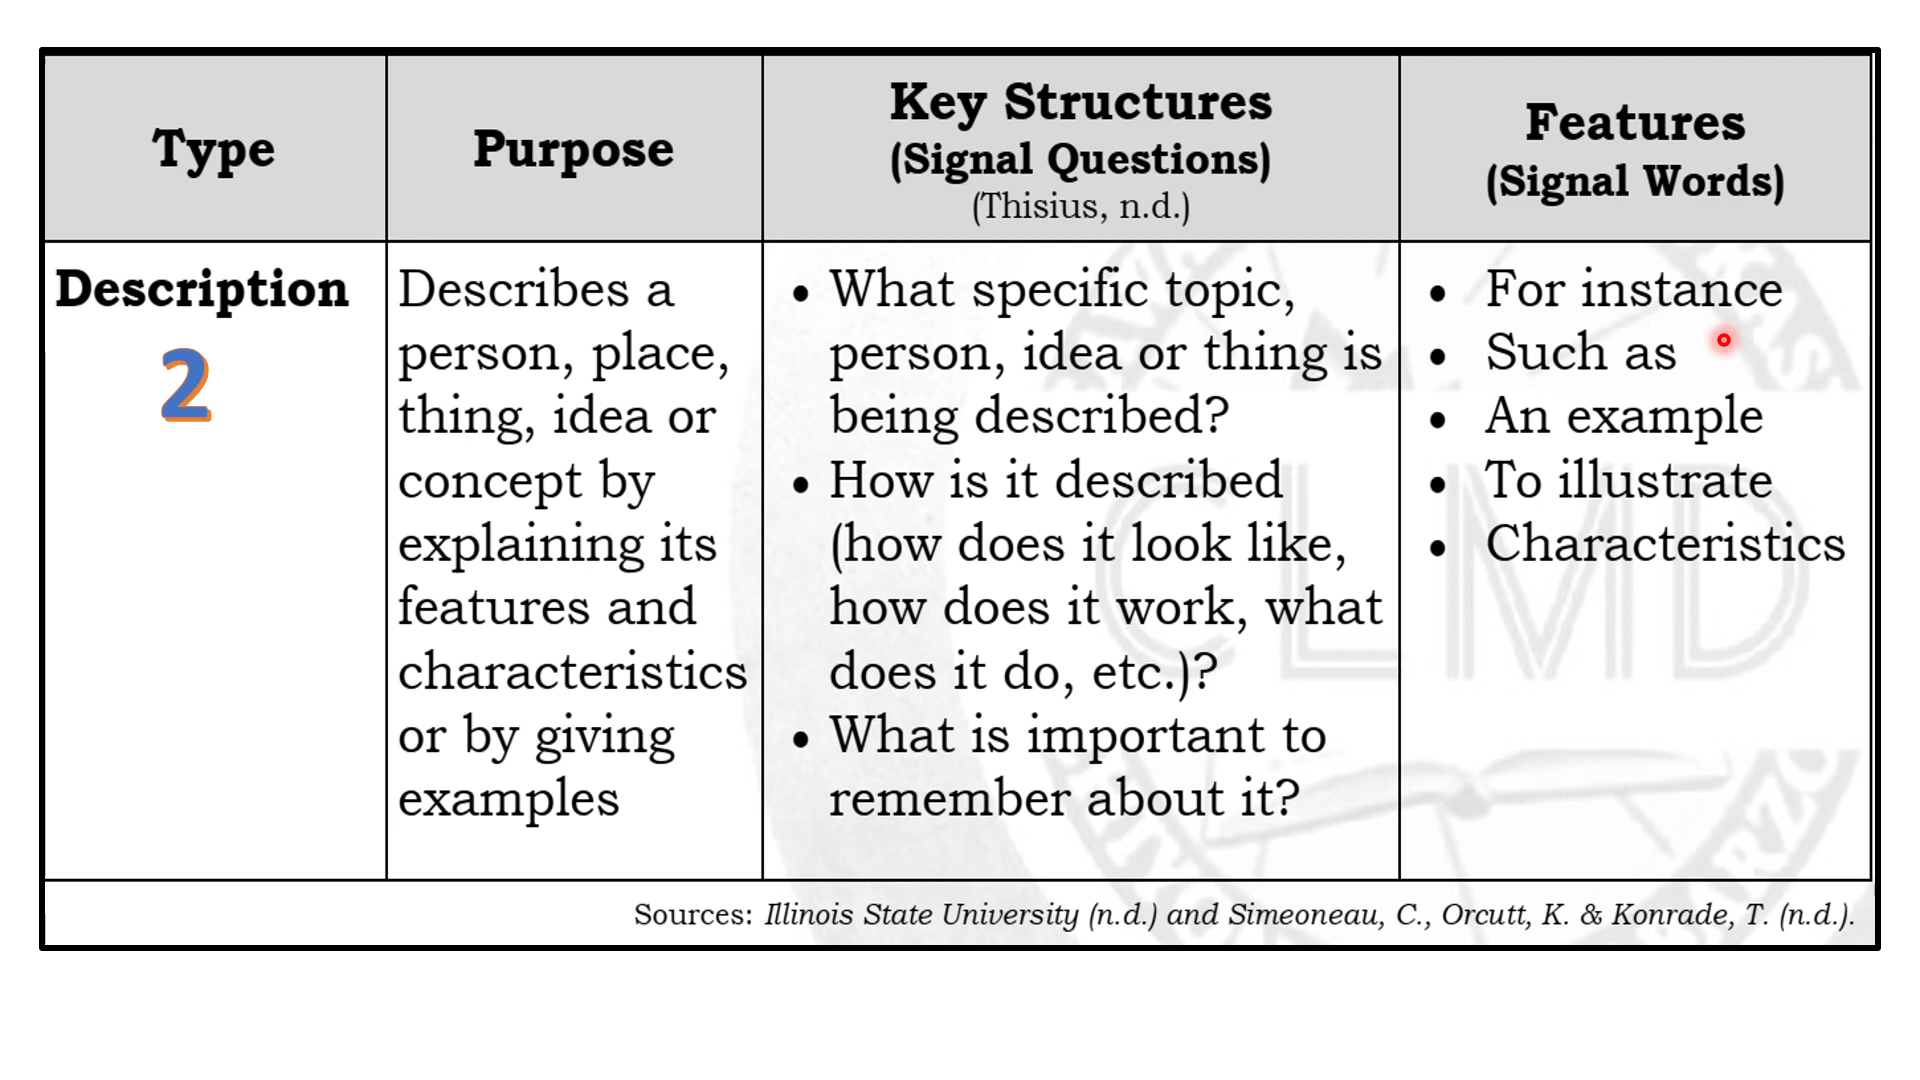 Type
Purpose
Key Structures
(Signal Questions)
(Thisius, n.d.)
Features
(Signal Words)
Description
2
Describes a
person, place,
thing, idea or
concept by
explaining its
features and
characteristics
or by giving
examples
• What specific topic,
person, idea or thing is
being described?
• How is it described
(how does it look like,
how does it work, what
does it do, etc.)?
• What is important to
remember about it?
• For instance
• Such as
• An example
• To illustrate
• Characteristics
CLMD
Sources: Illinois State University (n.d.) and Simeoneau, C., Orcutt, K. & Konrade, T. (n.d.).